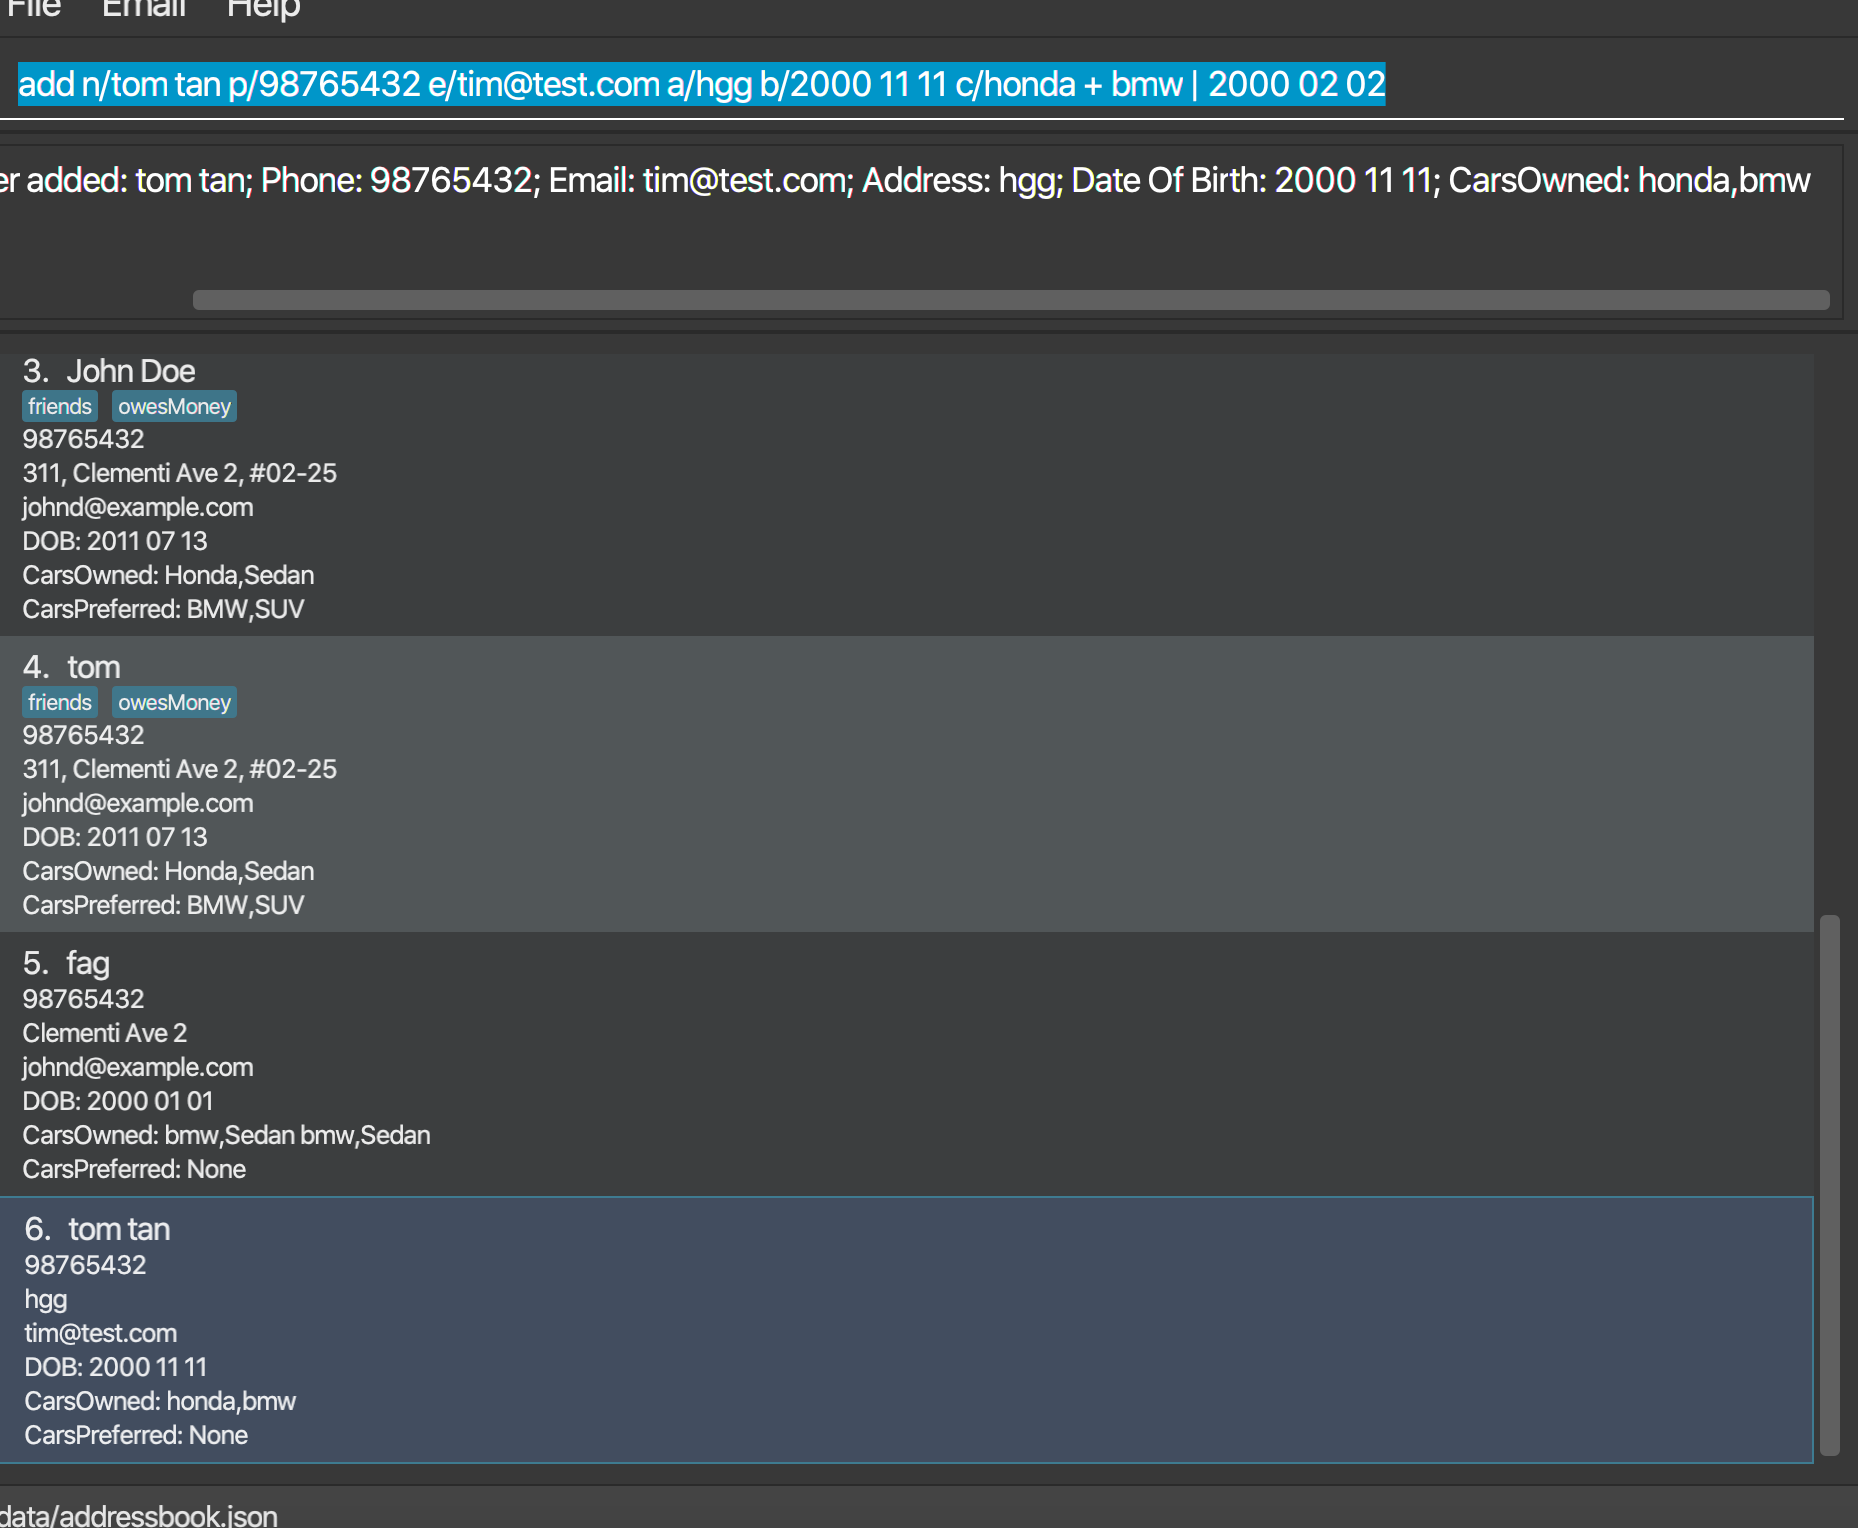 File Email Help
add n/tom tan p/98765432 e/tim@test.com a/hgg b/2000 11 11 c/honda + bmw | 2000 02 02
er added: tom tan; Phone: 98765432; Email: tim@test.com; Address: hgg; Date Of Birth: 2000 11 11; CarsOwned: honda,bmw
3. John Doe
friends owesMoney
98765432
311, Clementi Ave 2, #02-25
johnd@example.com
DOB: 2011 07 13
CarsOwned: Honda,Sedan
CarsPreferred: BMW,SUV
4. tom
friends owesMoney
98765432
311, Clementi Ave 2, #02-25
johnd@example.com
DOB: 2011 07 13
CarsOwned: Honda,Sedan
CarsPreferred: BMW,SUV
5. fag
98765432
Clementi Ave 2
johnd@example.com
DOB: 2000 01 01
CarsOwned: bmw,Sedan bmw,Sedan
CarsPreferred: None
6. tom tan
98765432
hgg
tim@test.com
DOB: 2000 11 11
CarsOwned: honda,bmw
CarsPreferred: None
data/addressbook.json